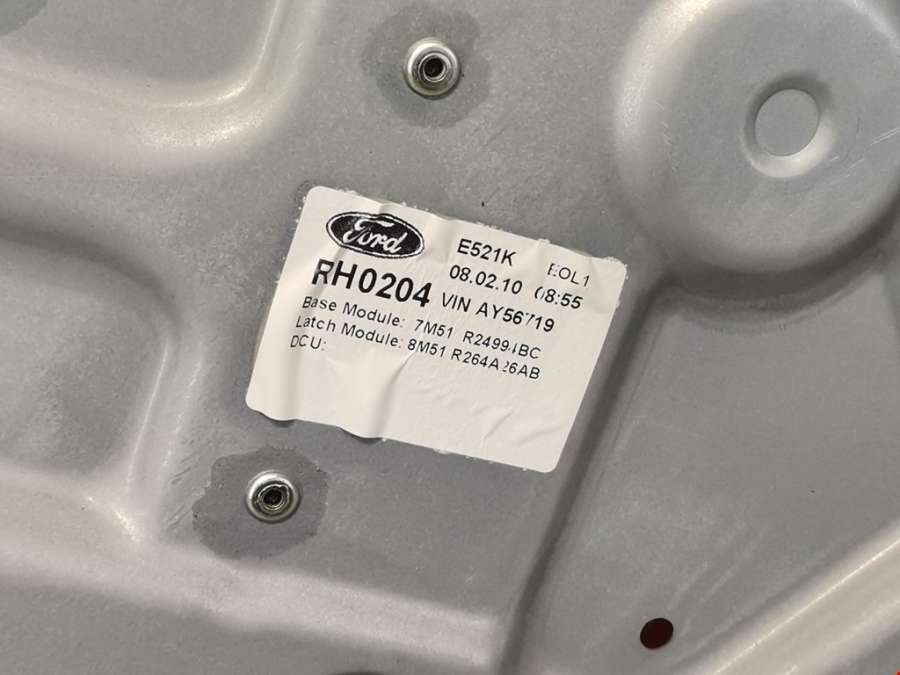 Ford
E521K EOL1
08.02.10 08:55
RH0204 VIN AY56719
Base Module: 7M51 R24994BC
Latch Module: 8M51 R264A26AB
DCU: